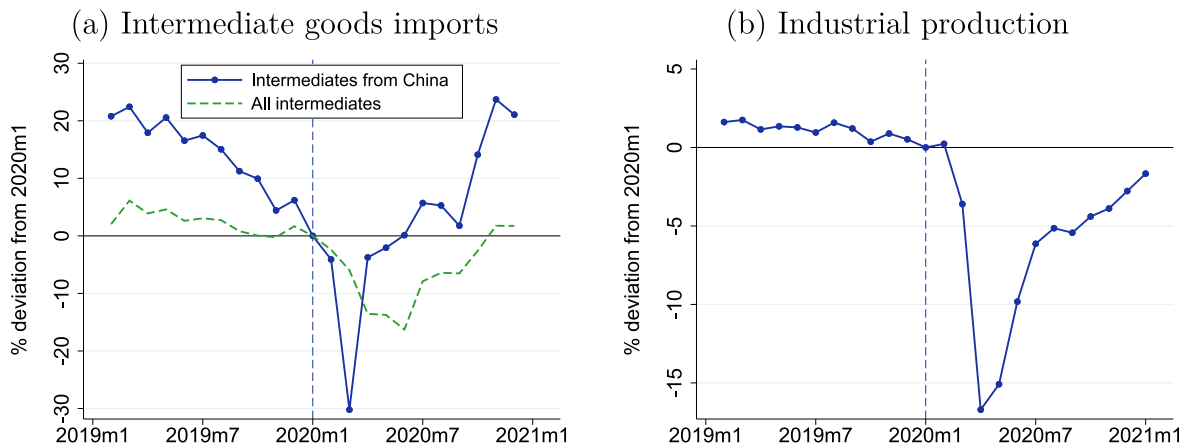 (a) Intermediate goods imports
% deviation from 2020m1
30
20
10
0
-10
-20
-30
Intermediates from China
All intermediates
2019m1 2019m7 2020m1 2020m7 2021m1
(b) Industrial production
% deviation from 2020m1
5
0
-5
-10
-15
2019m1 2019m7 2020m1 2020m7 2021m1